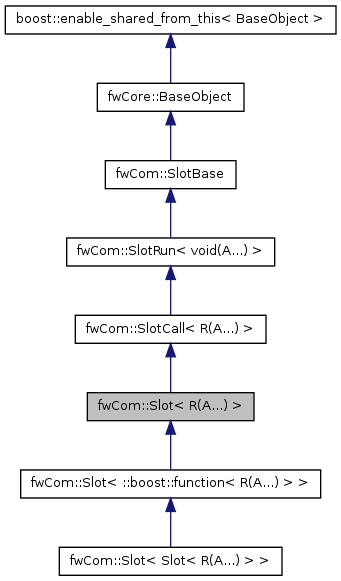 boost::enable_shared_from_this< BaseObject >
fwCore::BaseObject
fwCom::SlotBase
fwCom::SlotRun< void(A...) >
fwCom::SlotCall< R(A...) >
fwCom::Slot< R(A...) >
fwCom::Slot< ::boost::function< R(A...) > >
fwCom::Slot< Slot< R(A...) > >